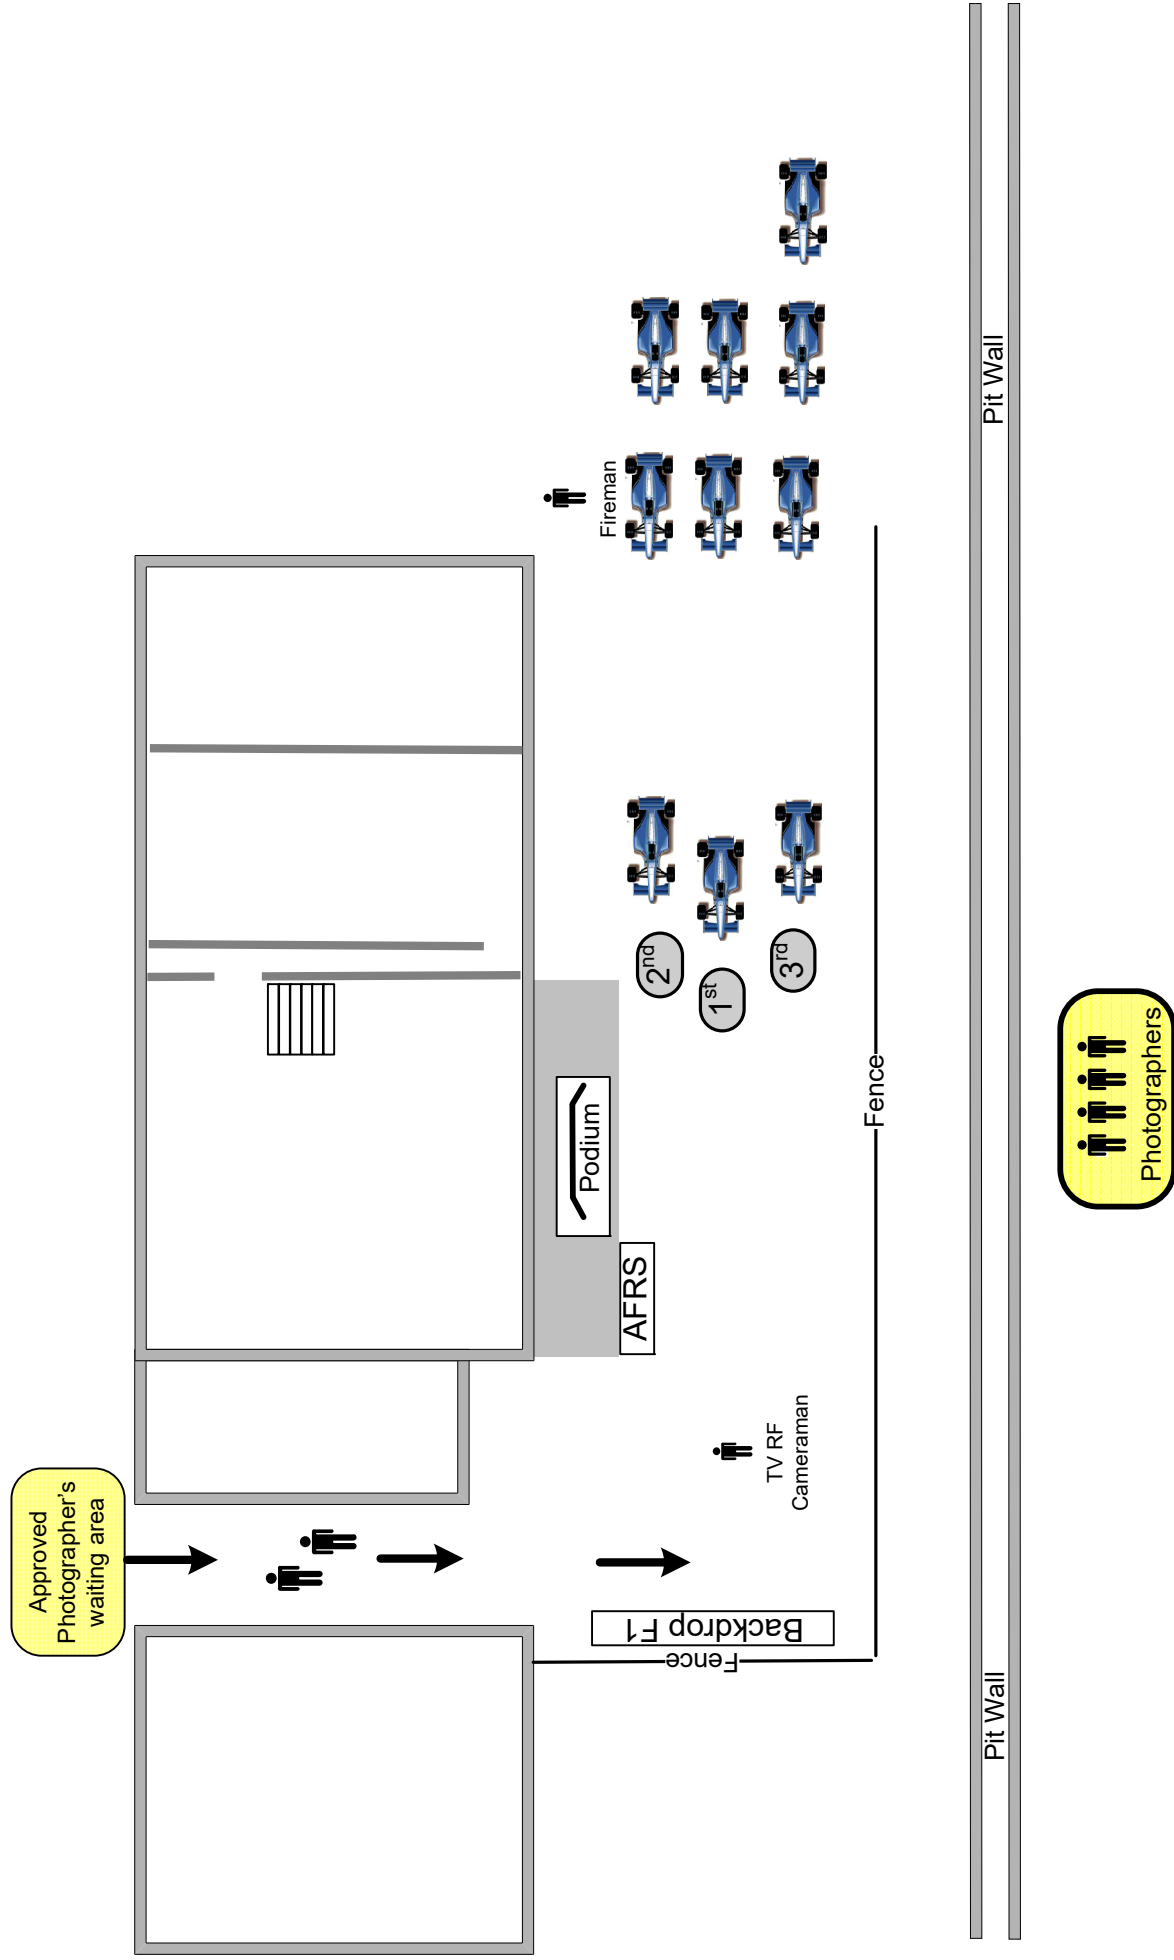 Approved
Photographer's
waiting area
Fireman
Pit Wall
2nd
1st
3rd
Fence
Podium
AFRS
TV RF
Cameraman
Backdrop F1
Fence
Pit Wall
Photographers